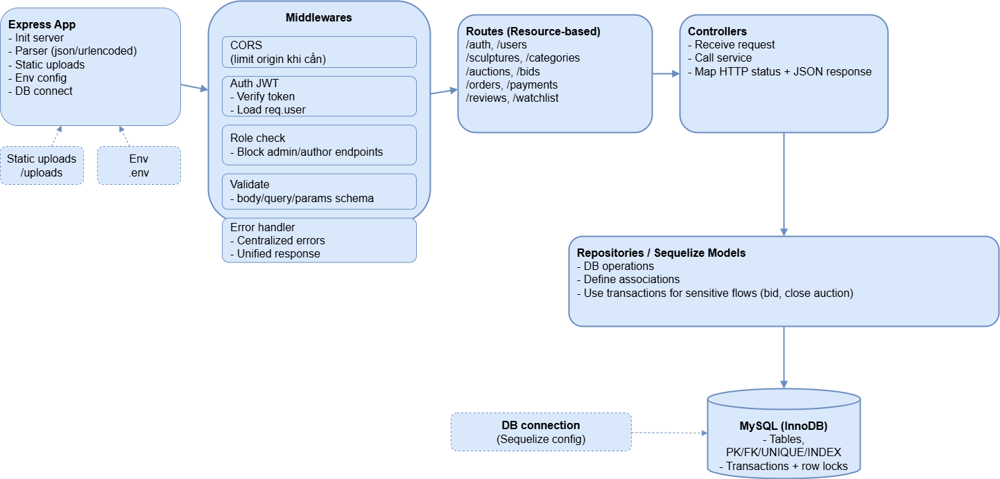 Express App
- Init server
- Parser (json/urlencoded)
- Static uploads
- Env config
- DB connect
Static uploads
/uploads
Env
.env
Middlewares
CORS
(limit origin khi cần)
Auth JWT
- Verify token
- Load req.user
Role check
- Block admin/author endpoints
Validate
- body/query/params schema
Error handler
- Centralized errors
- Unified response
Routes (Resource-based)
/auth, /users
/sculptures, /categories
/auctions, /bids
/orders, /payments
/reviews, /watchlist
Controllers
- Receive request
- Call service
- Map HTTP status + JSON response
Repositories / Sequelize Models
- DB operations
- Define associations
- Use transactions for sensitive flows (bid, close auction)
DB connection
(Sequelize config)
MySQL (InnoDB)
- Tables,
PK/FK/UNIQUE/INDEX
- Transactions + row locks